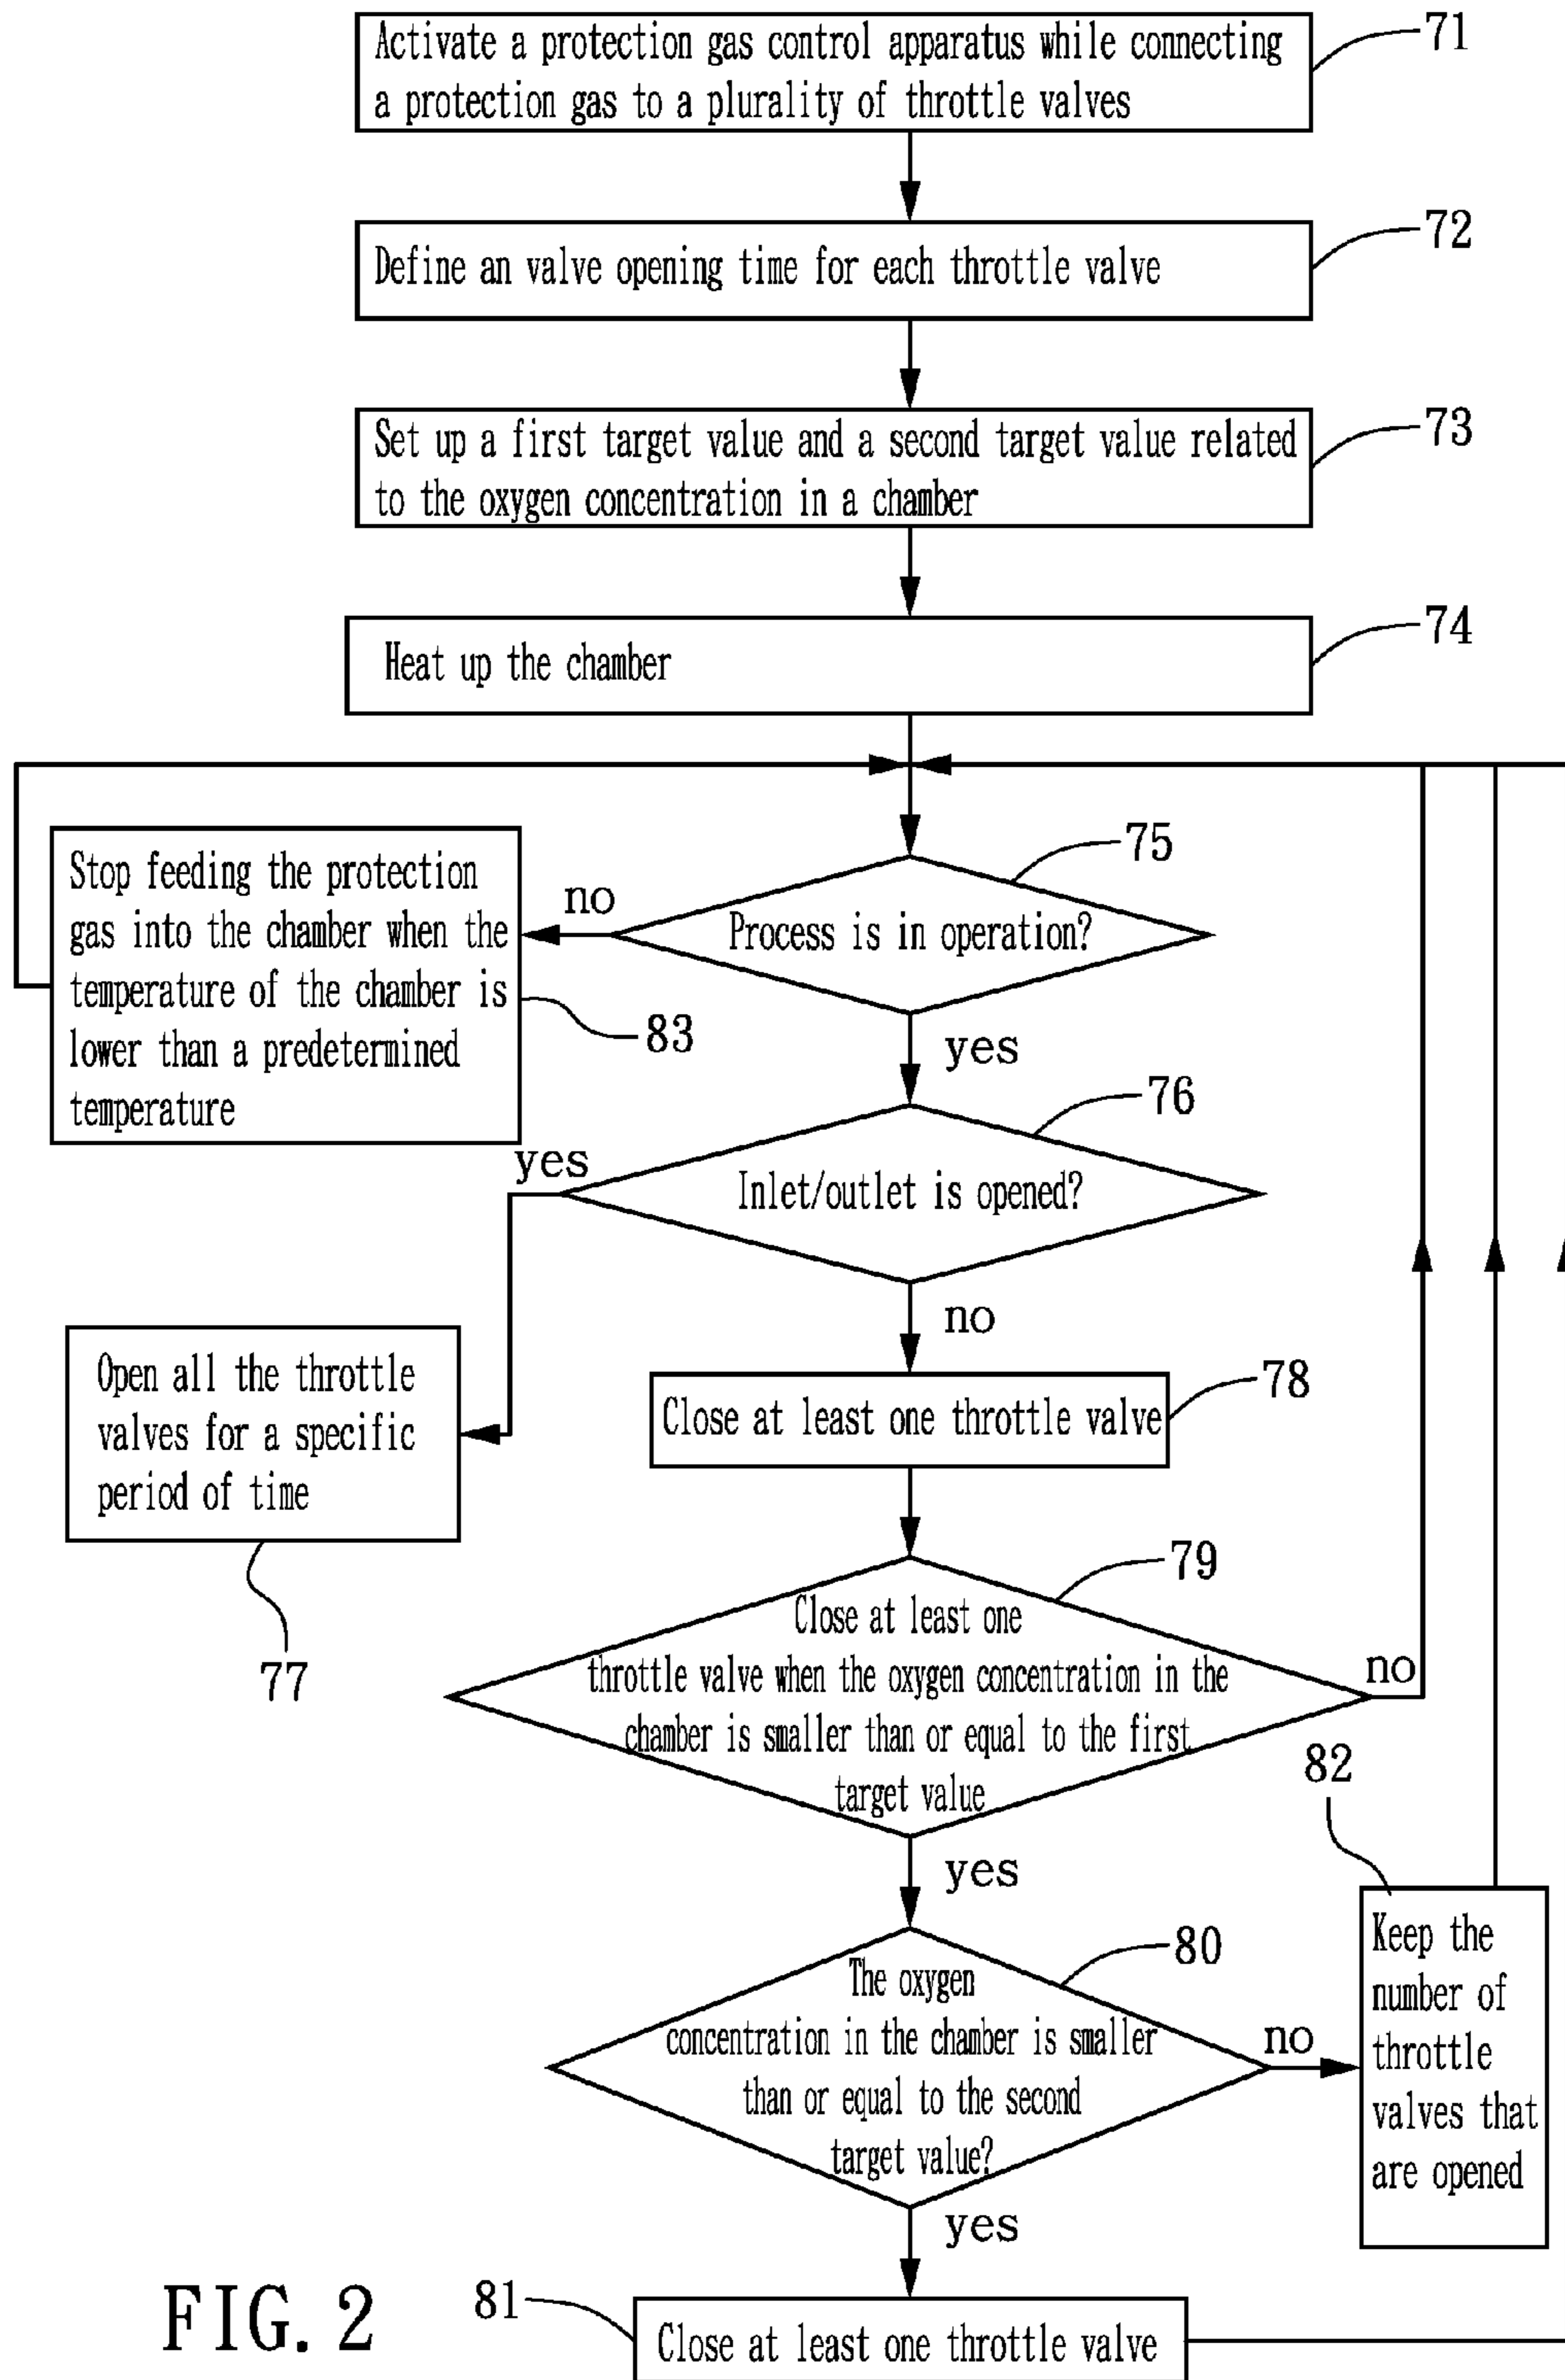 Activate a protection gas control apparatus while connecting
a protection gas to a plurality of throttle valves
71
Define an valve opening time for each throttle valve
72
Set up a first target value and a second target value related
to the oxygen concentration in a chamber
73
Heat up the chamber
74
Process is in operation?
75
no
yes
Stop feeding the protection
gas into the chamber when the
temperature of the chamber is
lower than a predetermined
temperature
83
Inlet/outlet is opened?
76
yes
no
Open all the throttle
valves for a specific
period of time
77
Close at least one throttle valve
78
Close at least one
throttle valve when the oxygen concentration in the
chamber is smaller than or equal to the first
target value
79
no
yes
The oxygen
concentration in the chamber is smaller
than or equal to the second
target value?
80
no
yes
82
Keep the
number of
throttle
valves that
are opened
81
Close at least one throttle valve
FIG. 2